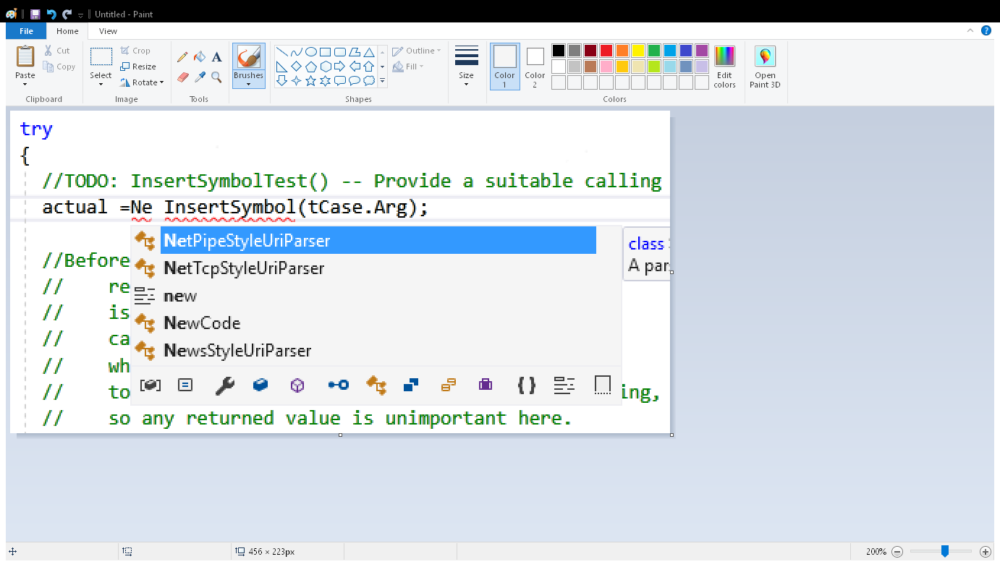 Untitled - Paint
File Home View
Paste
Cut
Copy
Clipboard
Select
Crop
Resize
Rotate
Image
A
Tools
Brushes
Outline
Fill
Shapes
Size
Color 1
Color 2
Edit colors
Colors
Open Paint 3D
try
{
//TODO: InsertSymbolTest() -- Provide a suitable calling
actual =Ne InsertSymbol(tCase.Arg);
NetPipeStyleUriParser
class
//Before
NetTcpStyleUriParser
A par
// re
new
// is
NewCode
// ca
NewsStyleUriParser
// wh
{ }
// to ing,
// so any returned value is unimportant here.
456 × 223px
200%